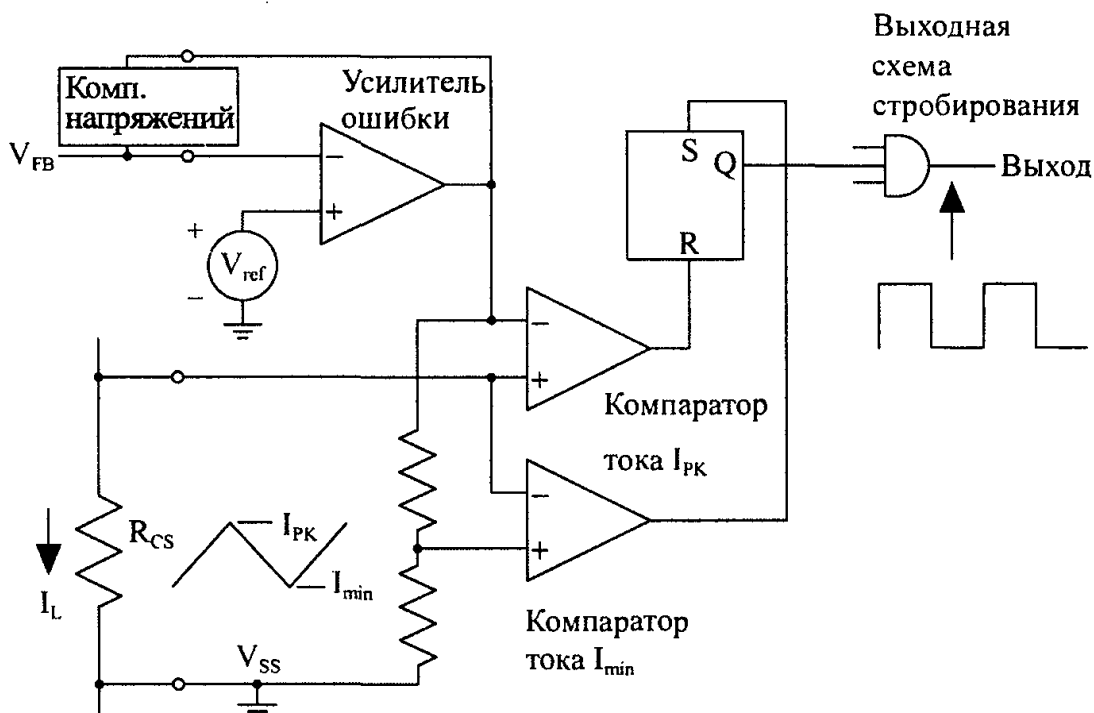 Выходная
схема
стробирования
Комп.
напряжений
Усилитель
ошибки
V_FB
−
+
+
V_ref
−
S
Q
R
Выход
−
+
Компаратор
тока I_PK
−
+
R_CS
I_L
I_PK
I_min
Компаратор
тока I_min
V_SS